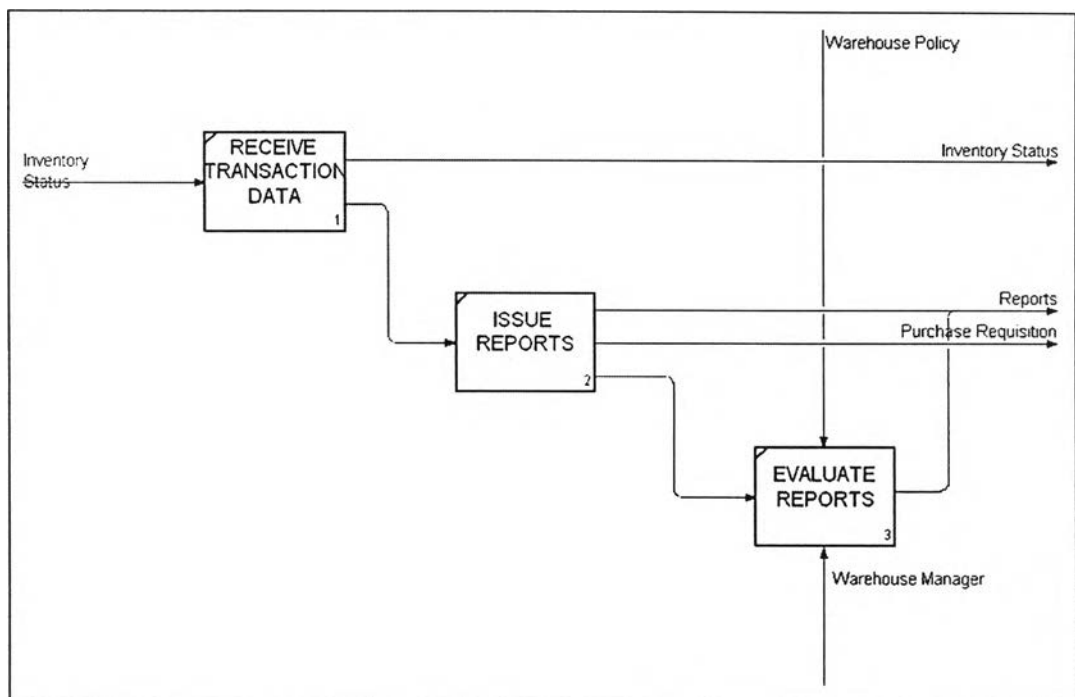 Warehouse Policy
RECEIVE
TRANSACTION
DATA
1
Inventory
Status
Inventory Status
ISSUE
REPORTS
2
Reports
Purchase Requisition
EVALUATE
REPORTS
3
Warehouse Manager